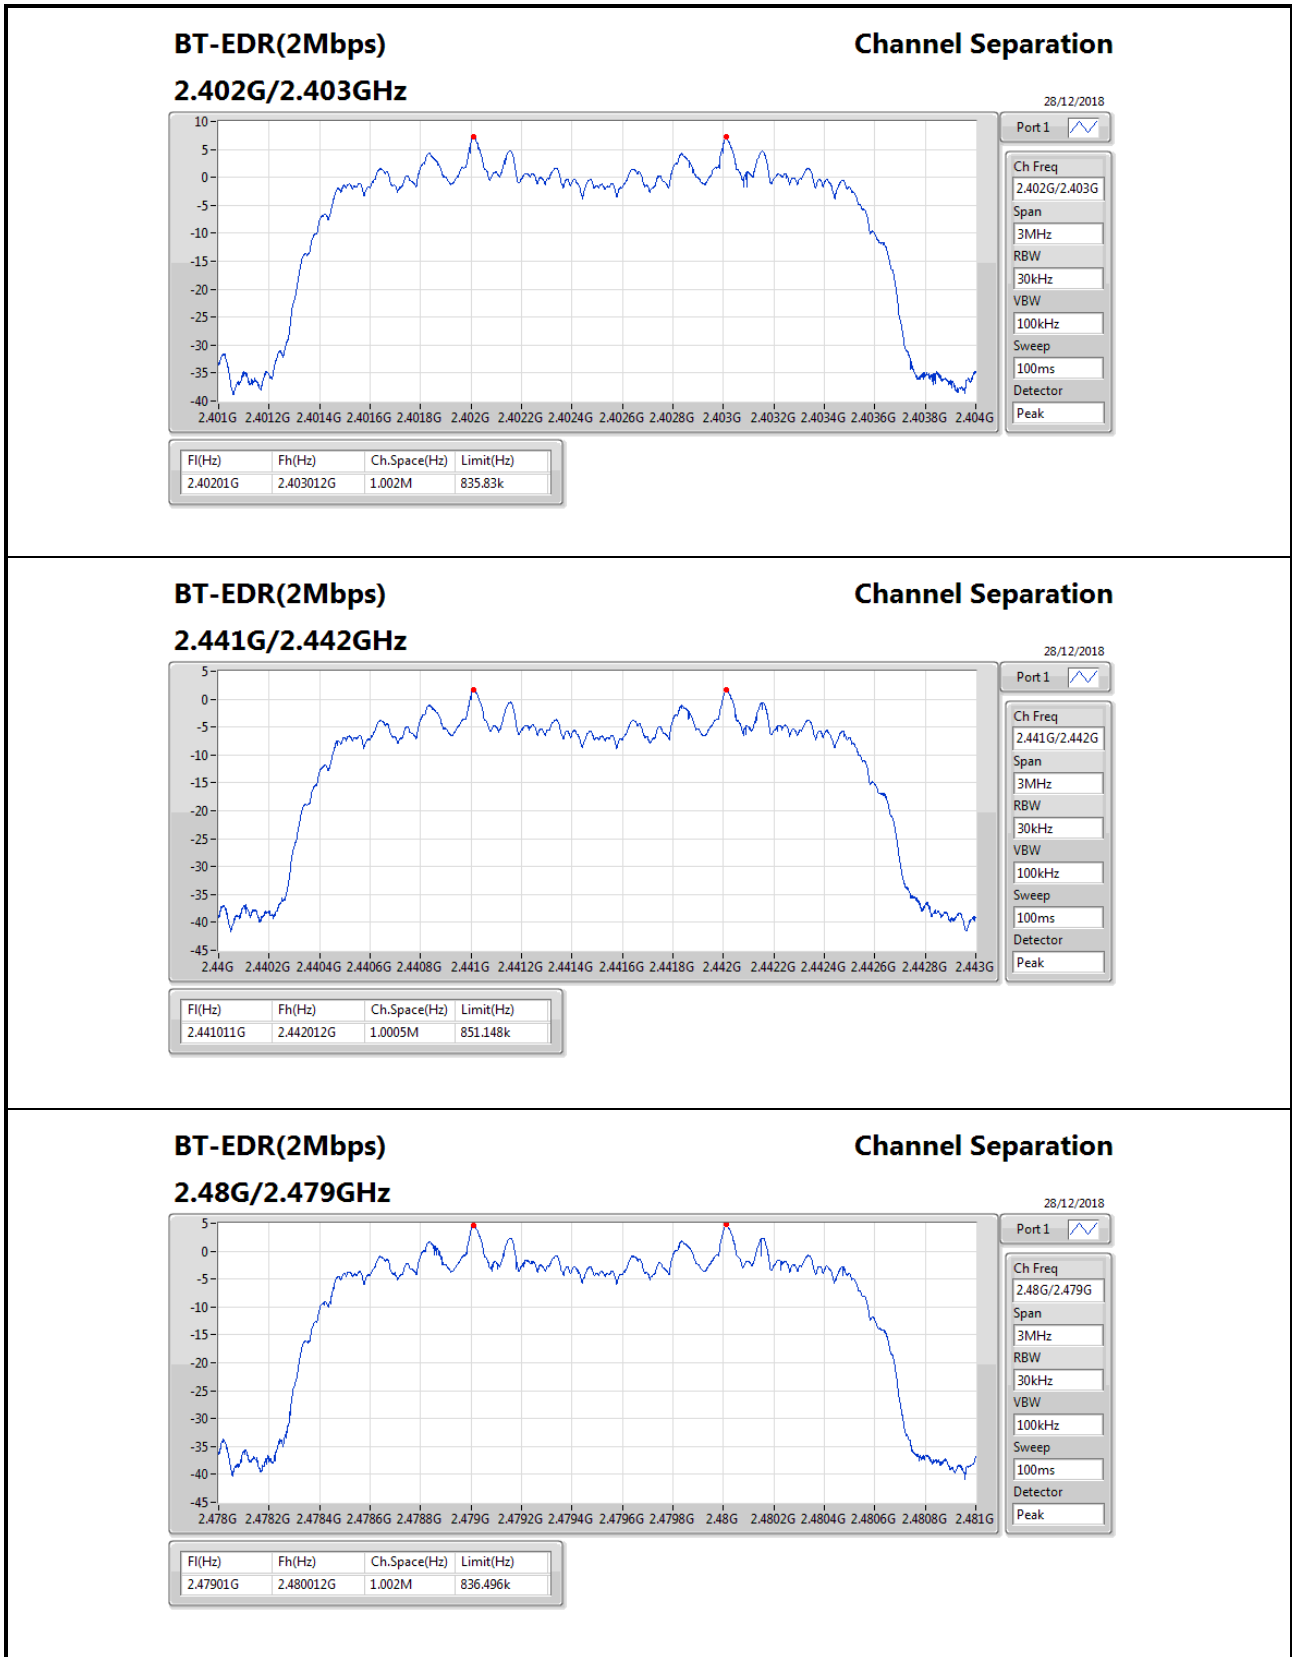 BT-EDR(2Mbps) Channel Separation
2.402G/2.403GHz
28/12/2018
Port 1
10
5
0
-5
-10
-15
-20
-25
-30
-35
-40
2.401G 2.4012G 2.4014G 2.4016G 2.4018G 2.402G 2.4022G 2.4024G 2.4026G 2.4028G 2.403G 2.4032G 2.4034G 2.4036G 2.4038G 2.404G
Ch Freq
2.402G/2.403G
Span
3MHz
RBW
30kHz
VBW
100kHz
Sweep
100ms
Detector
Peak
Fl(Hz) Fh(Hz) Ch.Space(Hz) Limit(Hz)
2.40201G 2.403012G 1.002M 835.83k
BT-EDR(2Mbps) Channel Separation
2.441G/2.442GHz
28/12/2018
Port 1
5
0
-5
-10
-15
-20
-25
-30
-35
-40
-45
2.44G 2.4402G 2.4404G 2.4406G 2.4408G 2.441G 2.4412G 2.4414G 2.4416G 2.4418G 2.442G 2.4422G 2.4424G 2.4426G 2.4428G 2.443G
Ch Freq
2.441G/2.442G
Span
3MHz
RBW
30kHz
VBW
100kHz
Sweep
100ms
Detector
Peak
Fl(Hz) Fh(Hz) Ch.Space(Hz) Limit(Hz)
2.441011G 2.442012G 1.0005M 851.148k
BT-EDR(2Mbps) Channel Separation
2.48G/2.479GHz
28/12/2018
Port 1
5
0
-5
-10
-15
-20
-25
-30
-35
-40
-45
2.478G 2.4782G 2.4784G 2.4786G 2.4788G 2.479G 2.4792G 2.4794G 2.4796G 2.4798G 2.48G 2.4802G 2.4804G 2.4806G 2.4808G 2.481G
Ch Freq
2.48G/2.479G
Span
3MHz
RBW
30kHz
VBW
100kHz
Sweep
100ms
Detector
Peak
Fl(Hz) Fh(Hz) Ch.Space(Hz) Limit(Hz)
2.47901G 2.480012G 1.002M 836.496k